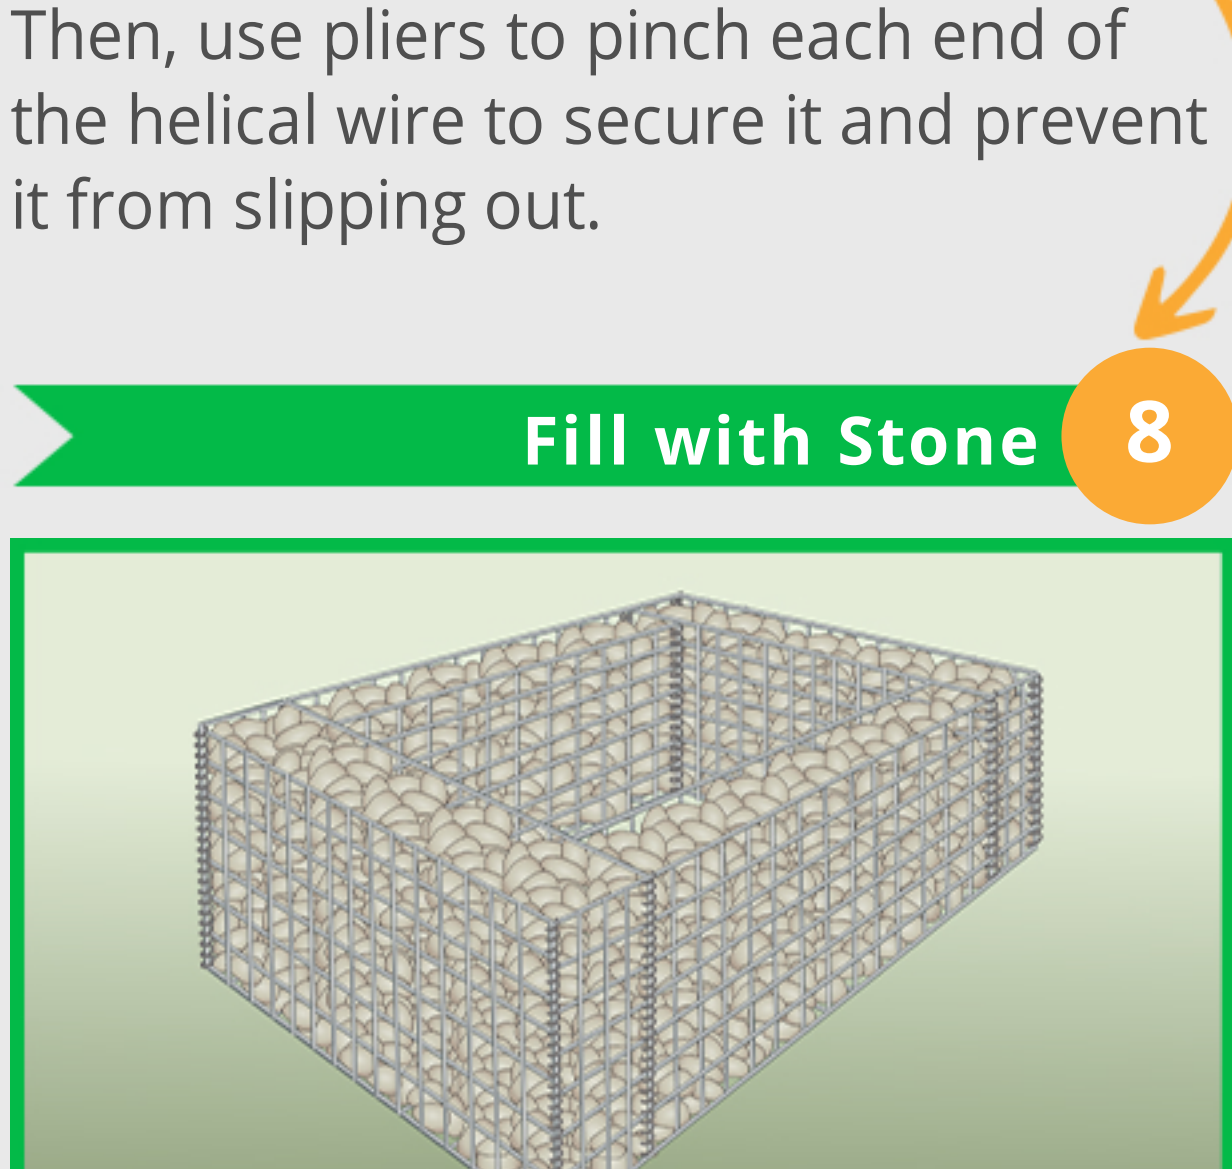 Then, use pliers to pinch each end of
the helical wire to secure it and prevent
it from slipping out.
Fill with Stone
8